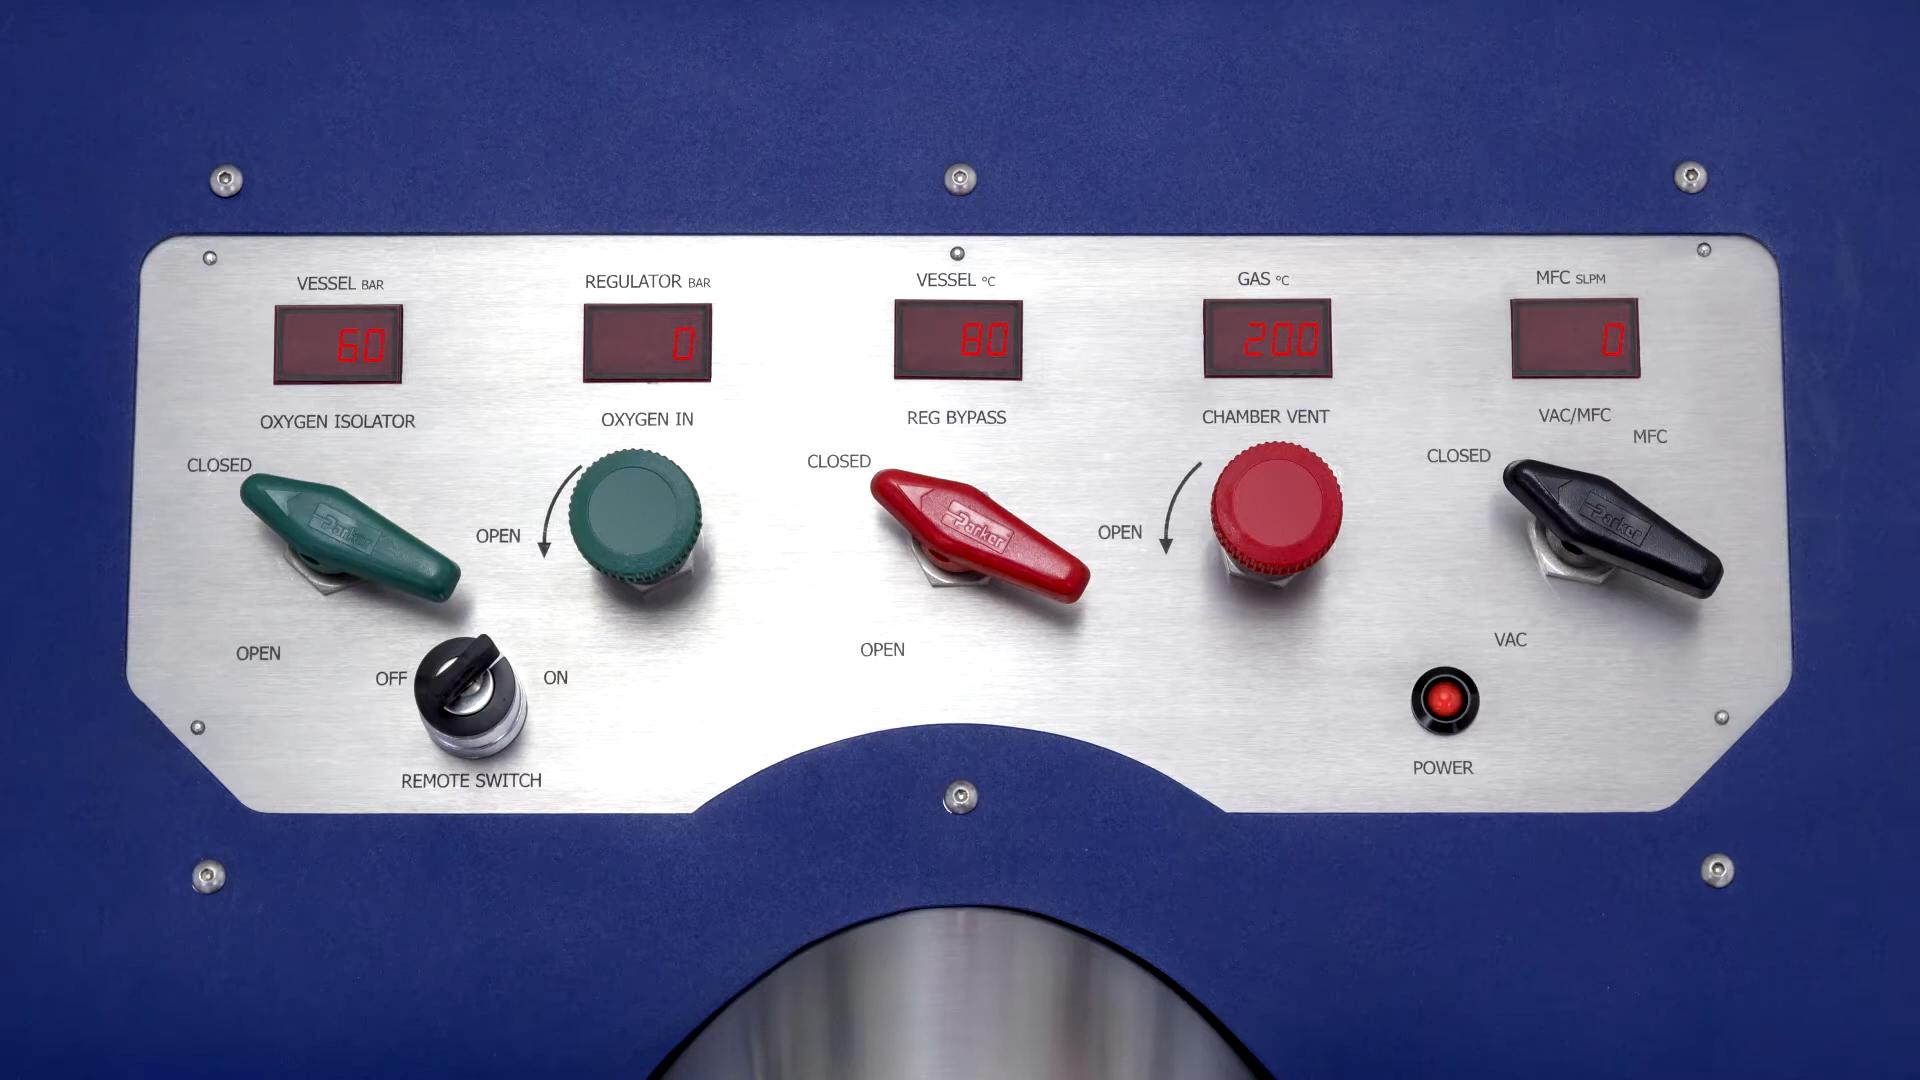 VESSEL BAR
REGULATOR BAR
VESSEL °C
GAS °C
MFC SLPM
60
0
80
200
0
OXYGEN ISOLATOR
OXYGEN IN
REG BYPASS
CHAMBER VENT
VAC/MFC
MFC
CLOSED
CLOSED
CLOSED
Parker
OPEN
Parker
OPEN
Parker
OPEN
OPEN
VAC
OFF
ON
REMOTE SWITCH
POWER